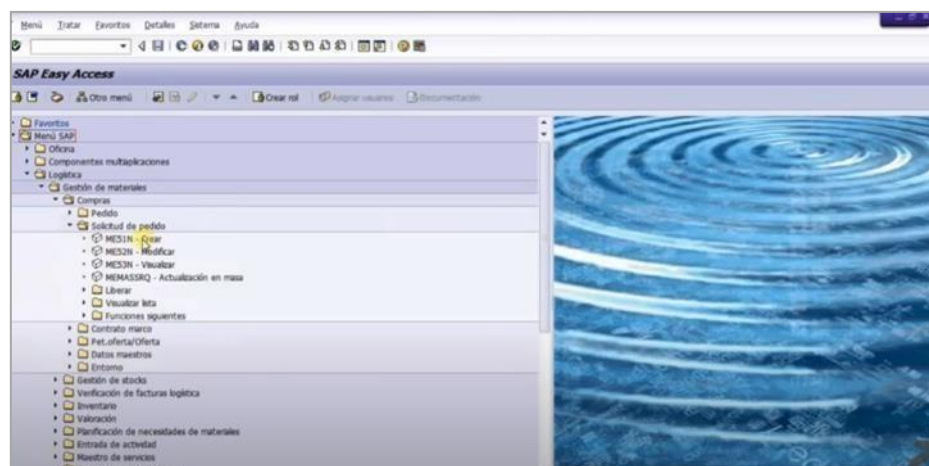 Menú Tratar Favoritos Detalles Sistema Ayuda
SAP Easy Access
Otro menú Crear rol Asignar usuarios Documentación
Favoritos
Menú SAP
Oficina
Componentes multiaplicaciones
Logística
Gestión de materiales
Compras
Pedido
Solicitud de pedido
ME51N - Crear
ME52N - Modificar
ME53N - Visualizar
MEMASSRQ - Actualización en masa
Liberar
Visualizar lista
Funciones siguientes
Contrato marco
Pet.oferta/Oferta
Datos maestros
Entorno
Gestión de stocks
Verificación de facturas logística
Inventario
Valoración
Planificación de necesidades de materiales
Entrada de actividad
Maestro de servicios